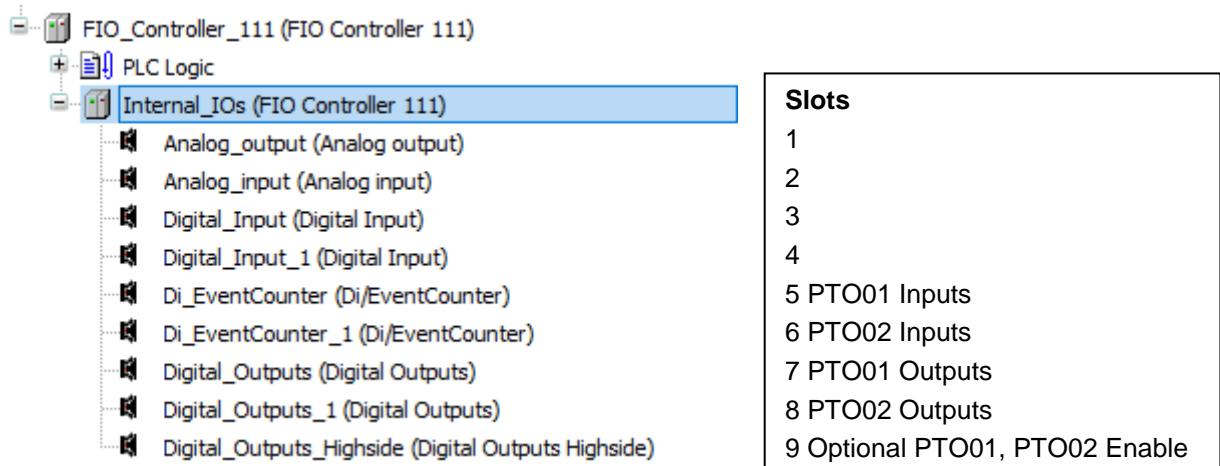 FIO_Controller_111 (FIO Controller 111)
PLC Logic
Internal_IOs (FIO Controller 111)
Analog_output (Analog output)
Analog_input (Analog input)
Digital_Input (Digital Input)
Digital_Input_1 (Digital Input)
Di_EventCounter (Di/EventCounter)
Di_EventCounter_1 (Di/EventCounter)
Digital_Outputs (Digital Outputs)
Digital_Outputs_1 (Digital Outputs)
Digital_Outputs_Highside (Digital Outputs Highside)
Slots
1
2
3
4
5 PTO01 Inputs
6 PTO02 Inputs
7 PTO01 Outputs
8 PTO02 Outputs
9 Optional PTO01, PTO02 Enable